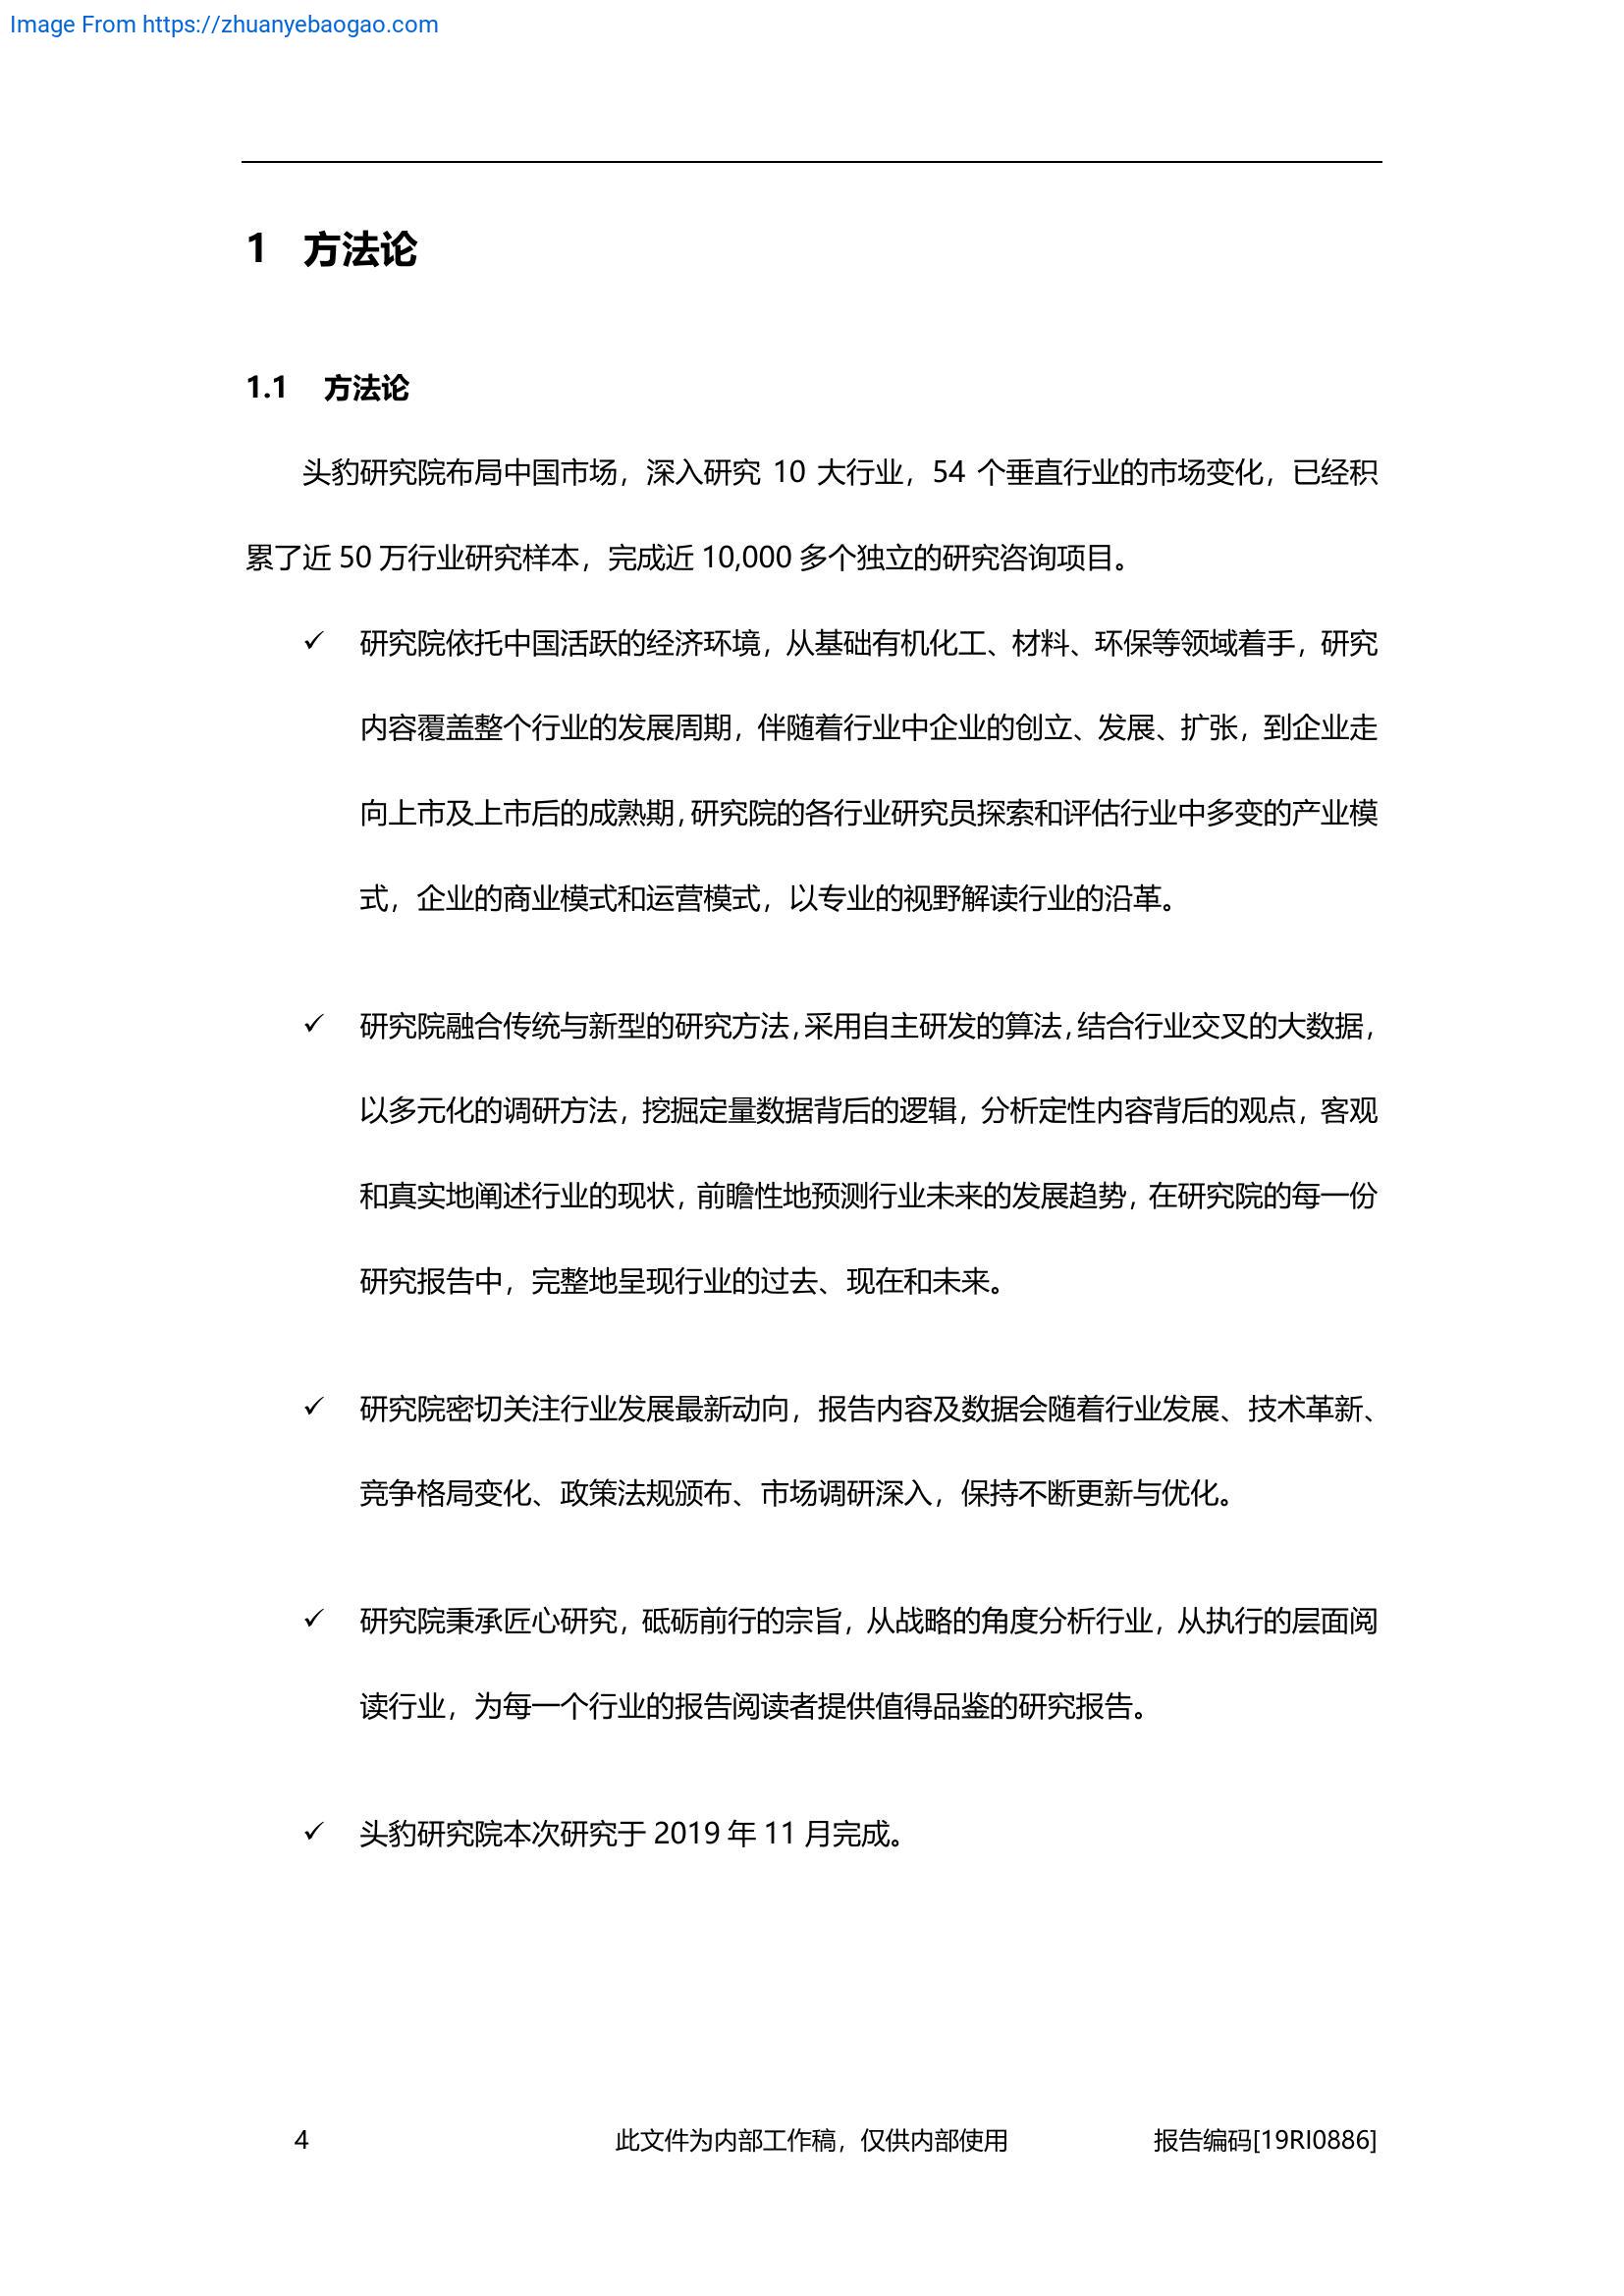 Image From https://zhuanyebaogao.com
1 方法论
1.1 方法论
头豹研究院布局中国市场，深入研究 10 大行业，54 个垂直行业的市场变化，已经积
累了近 50 万行业研究样本，完成近 10,000 多个独立的研究咨询项目。
✓ 研究院依托中国活跃的经济环境，从基础有机化工、材料、环保等领域着手，研究
内容覆盖整个行业的发展周期，伴随着行业中企业的创立、发展、扩张，到企业走
向上市及上市后的成熟期，研究院的各行业研究员探索和评估行业中多变的产业模
式，企业的商业模式和运营模式，以专业的视野解读行业的沿革。
✓ 研究院融合传统与新型的研究方法，采用自主研发的算法，结合行业交叉的大数据，
以多元化的调研方法，挖掘定量数据背后的逻辑，分析定性内容背后的观点，客观
和真实地阐述行业的现状，前瞻性地预测行业未来的发展趋势，在研究院的每一份
研究报告中，完整地呈现行业的过去、现在和未来。
✓ 研究院密切关注行业发展最新动向，报告内容及数据会随着行业发展、技术革新、
竞争格局变化、政策法规颁布、市场调研深入，保持不断更新与优化。
✓ 研究院秉承匠心研究，砥砺前行的宗旨，从战略的角度分析行业，从执行的层面阅
读行业，为每一个行业的报告阅读者提供值得品鉴的研究报告。
✓ 头豹研究院本次研究于 2019 年 11 月完成。
4 此文件为内部工作稿，仅供内部使用 报告编码[19RI0886]